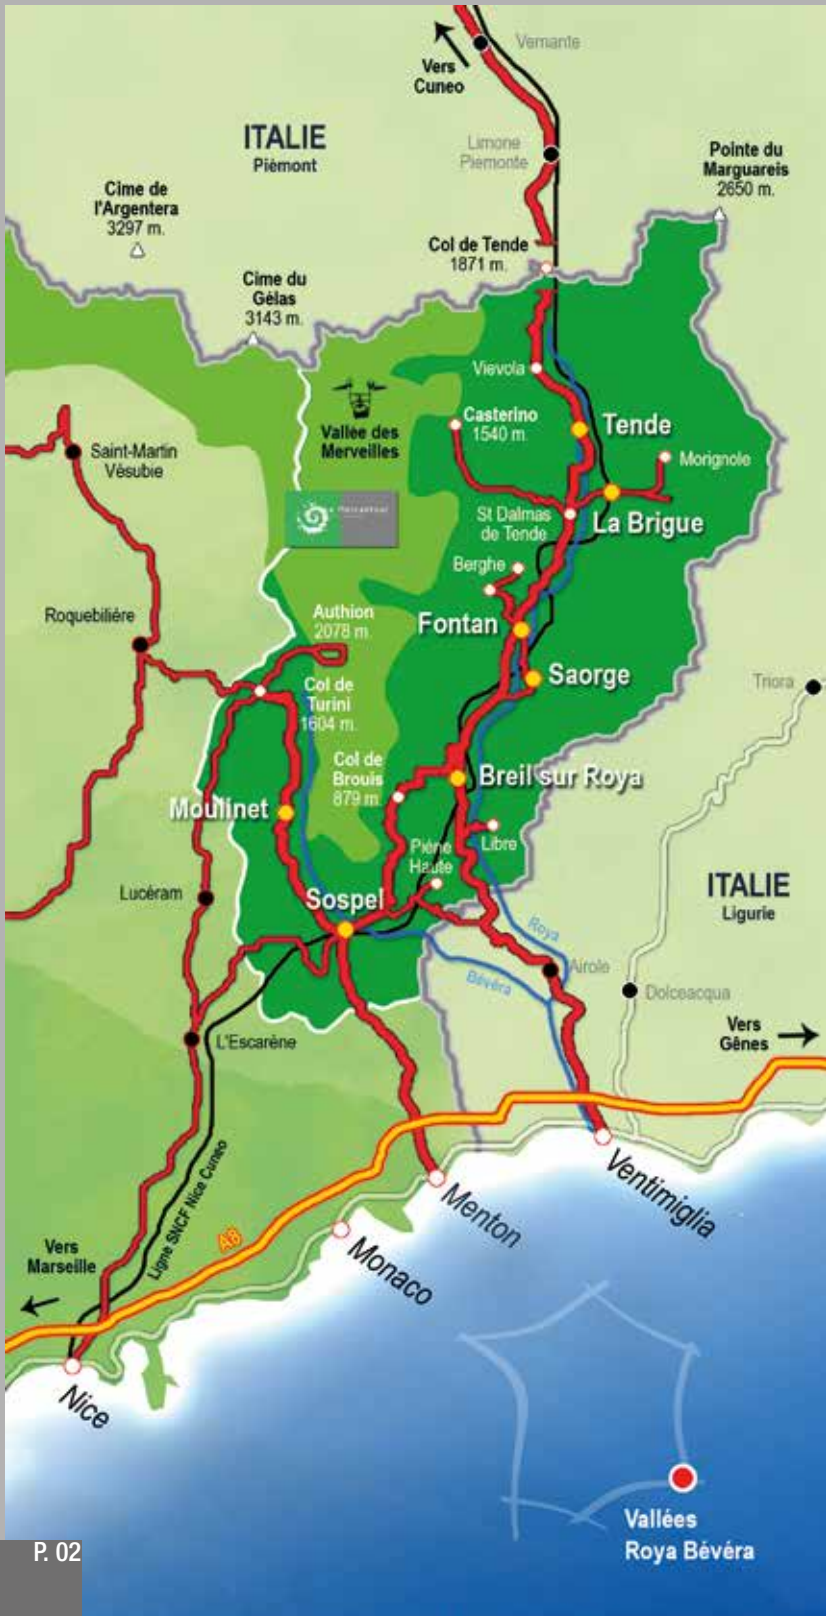 Vernante
Vers
Cuneo
ITALIE
Piémont
Limone
Piemonte
Pointe du
Marguareis
2650 m.
Cime de
l'Argentera
3297 m.
Col de Tende
1871 m.
Cime du
Gélas
3143 m.
Vievola
Casterino
1540 m.
Tende
Vallée des
Merveilles
Saint-Martin
Vésubie
Morignole
Mercantour
St Dalmas
de Tende
La Brigue
Berghe
Roquebilière
Authion
2078 m.
Fontan
Saorge
Triora
Col de
Turini
1604 m.
Col de
Brouis
879 m.
Breil sur Roya
Moulinet
Piène
Haute
Libre
Lucéram
Sospel
ITALIE
Ligurie
Roya
Airole
Bévéra
Dolceacqua
L'Escarène
Vers
Gênes
Ligne SNCF Nice Cuneo
A8
Menton
Ventimiglia
Monaco
Vers
Marseille
Nice
Vallées
Roya Bévéra
P. 02